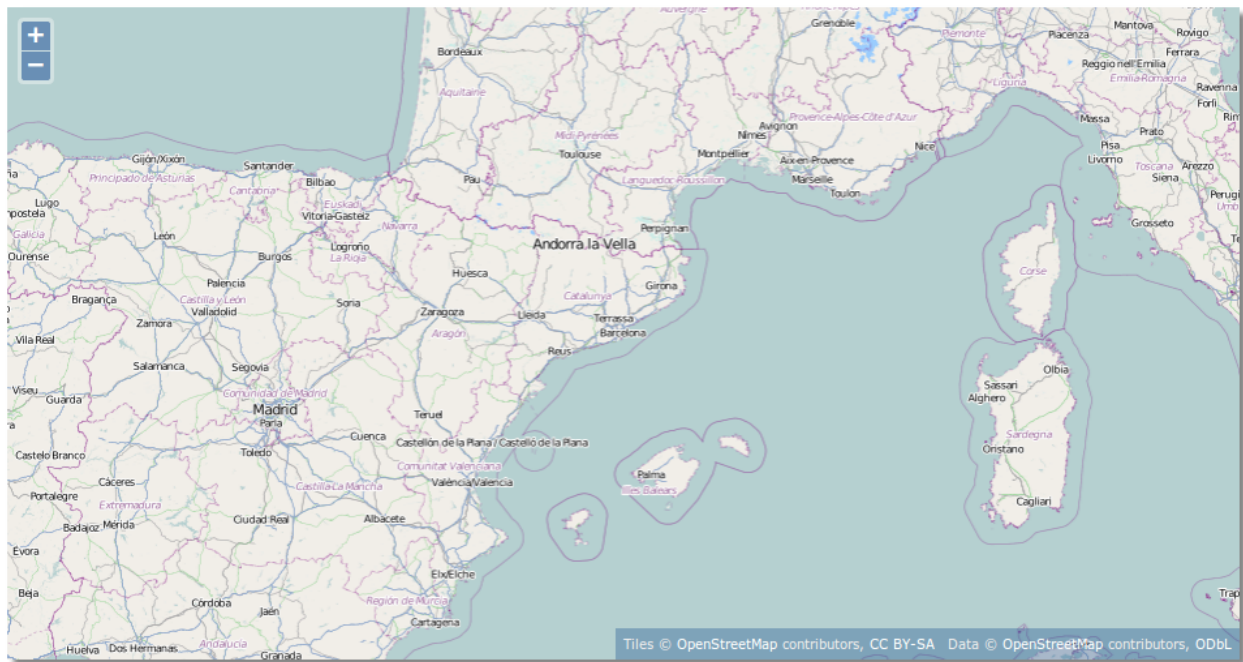 +
−
Auvergne
Grenoble
Piemonte
Piacenza
Mantova
Rovigo
Bordeaux
Ferrara
Reggio nell'Emilia
Emilia-Romagna
Liguria
Aquitaine
Ravenna
Forlì
Rim
Provence-Alpes-Côte d'Azur
Massa
Avignon
Nîmes
Midi-Pyrénées
Prato
Toulouse
Montpellier
Nice
Pisa
Gijón/Xixón
Santander
Aix-en-Provence
Livorno
Toscana
Arezzo
Principado de Asturias
Pau
Languedoc-Roussillon
Marseille
Siena
Bilbao
Cantabria
Toulon
Perugi
Lugo
Euskadi
Umb
mpostela
Vitoria-Gasteiz
Navarra
Perpignan
Grosseto
Galicia
León
Logroño
Andorra la Vella
Te
Ourense
Burgos
La Rioja
Huesca
Corse
Palencia
Girona
Bragança
Castilla y León
Soria
Catalunya
Valladolid
Zaragoza
Lleida
Terrassa
Zamora
Aragón
Barcelona
Vila Real
Reus
Salamanca
Segovia
Olbia
Viseu
Comunidad de Madrid
Sassari
Guarda
Madrid
Alghero
Teruel
Parla
Cuenca
Castellón de la Plana / Castelló de la Plana
Sardegna
Toledo
Oristano
Castelo Branco
Comunitat Valenciana
Palma
Cáceres
Castilla-La Mancha
València/Valencia
Illes Balears
Portalegre
Extremadura
Cagliari
Badajoz
Mérida
Ciudad Real
Albacete
Évora
Elx/Elche
Beja
Córdoba
Región de Murcia
Trap
Jaén
Cartagena
Huelva
Dos Hermanas
Andalucía
Granada
Tiles © OpenStreetMap contributors, CC BY-SA Data © OpenStreetMap contributors, ODbL